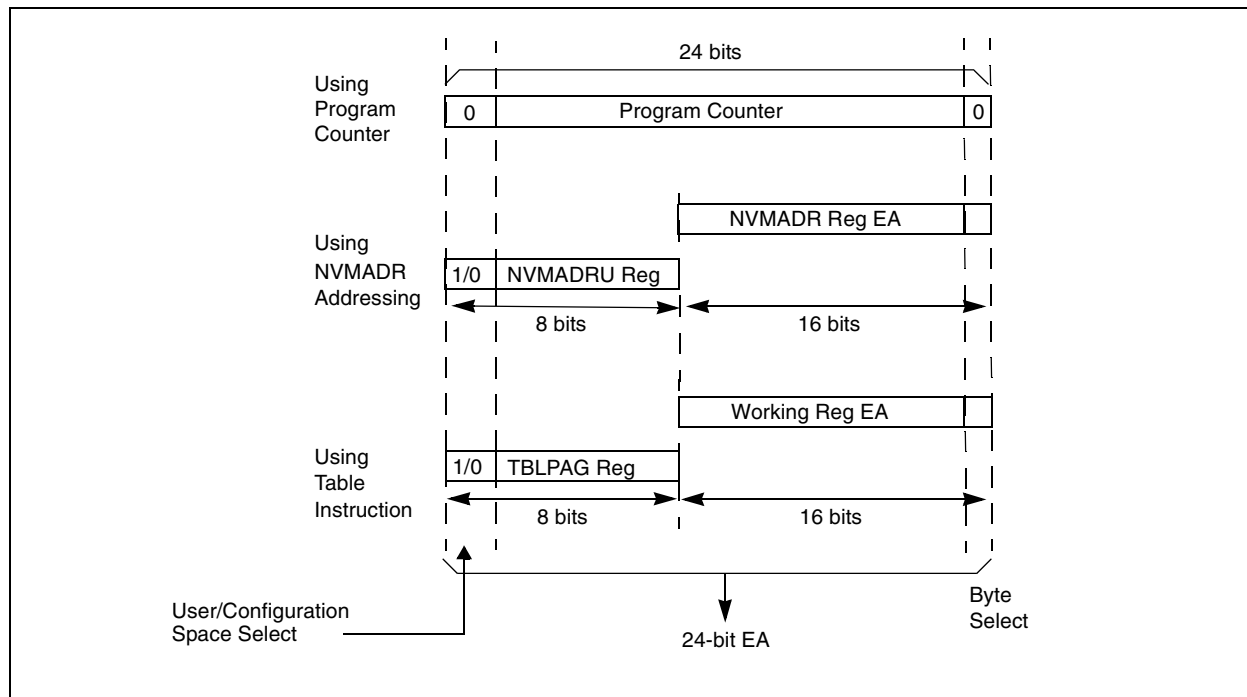 24 bits
Using
Program
Counter
0
Program Counter
0
NVMADR Reg EA
Using
NVMADR
Addressing
1/0
NVMADRU Reg
8 bits
16 bits
Working Reg EA
Using
Table
Instruction
1/0
TBLPAG Reg
8 bits
16 bits
User/Configuration
Space Select
24-bit EA
Byte
Select